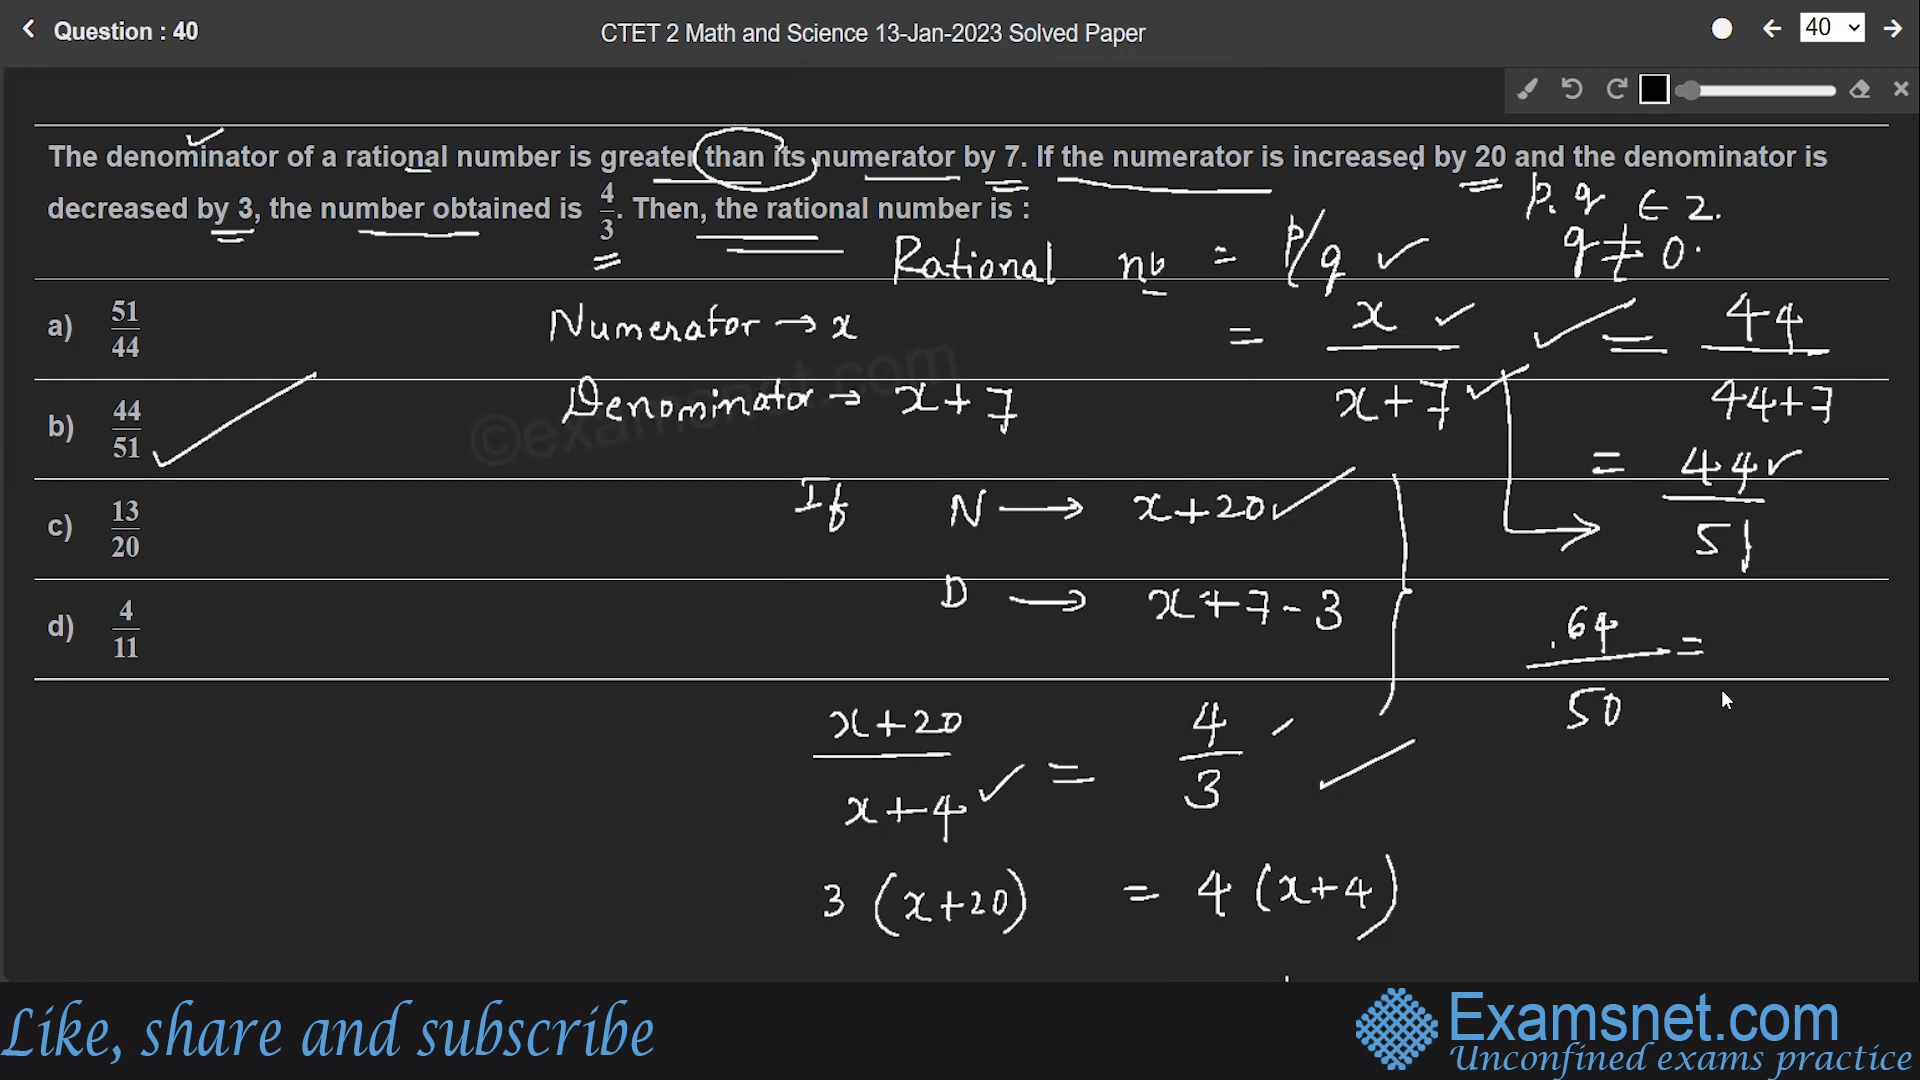 Question : 40
CTET 2 Math and Science 13-Jan-2023 Solved Paper
40
The denominator of a rational number is greater than its numerator by 7. If the numerator is increased by 20 and the denominator is
decreased by 3, the number obtained is 4/3. Then, the rational number is :
p, q ∈ z.
Rational no = p/q
q ≠ 0.
a) 51/44
Numerator → x
= x/x+7 = 44/44+7
b) 44/51
Denominator → x+7
©examsnet.com
= 44/51
c) 13/20
If N → x+20
d) 4/11
D → x+7-3
.64/50 =
x+20/x+4 = 4/3
3 (x+20) = 4 (x+4)
Like, share and subscribe
Examsnet.com
Unconfined exams practice